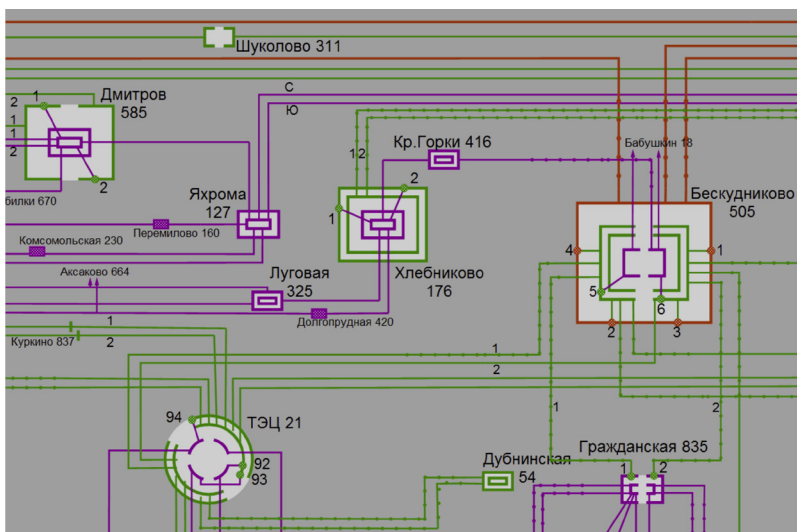 Шуколово 311
Дмитров
585
1
2
1
1
2
2
С
Ю
Кр.Горки 416
Бабушкин 18
1 2
2
1
Бескудниково
505
билки 670
Яхрома
127
Перемилово 160
Комсомольская 230
Аксаково 664
Луговая
325
Хлебниково
176
Долгопрудная 420
4
1
5
6
2
3
1
Куркино 837
2
1
2
1
2
94
ТЭЦ 21
92
93
Дубнинская
54
Гражданская 835
1
2